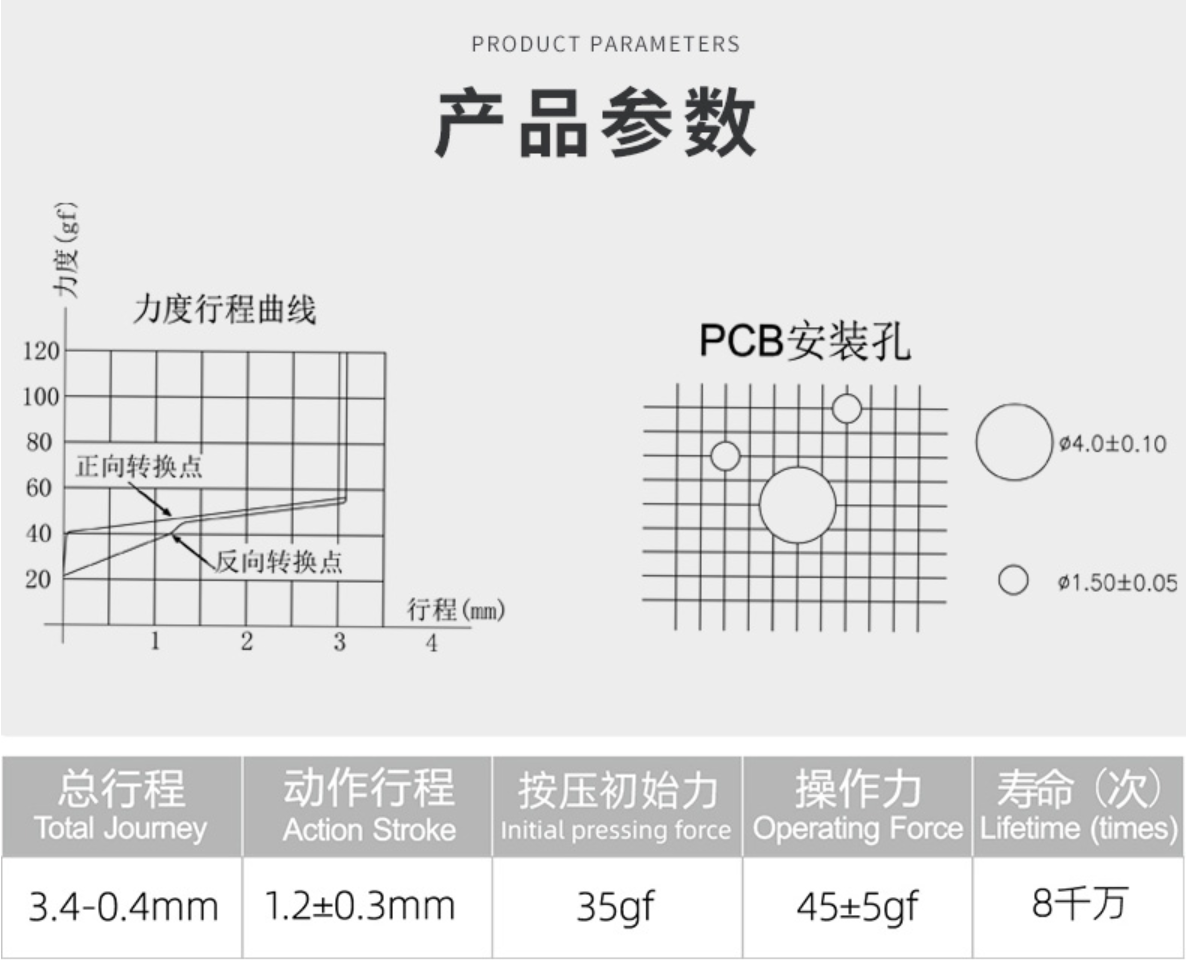 PRODUCT PARAMETERS
产品参数
力度(gf)
力度行程曲线
120
100
80
60
40
20
正向转换点
反向转换点
行程(mm)
1 2 3 4
PCB安装孔
ø4.0±0.10
ø1.50±0.05
总行程 动作行程 按压初始力 操作力 寿命（次）
Total Journey Action Stroke Initial pressing force Operating Force Lifetime (times)
3.4-0.4mm 1.2±0.3mm 35gf 45±5gf 8千万